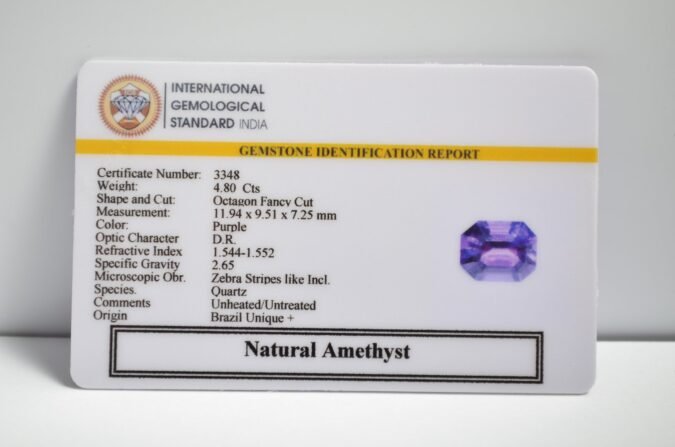 INTERNATIONAL
GEMOLOGICAL
STANDARD INDIA
GEMSTONE IDENTIFICATION REPORT
Certificate Number: 3348
Weight: 4.80 Cts
Shape and Cut: Octagon Fancy Cut
Measurement: 11.94 x 9.51 x 7.25 mm
Color: Purple
Optic Character D.R.
Refractive Index 1.544-1.552
Specific Gravity 2.65
Microscopic Obr. Zebra Stripes like Incl.
Species. Quartz
Comments Unheated/Untreated
Origin Brazil Unique +
Natural Amethyst